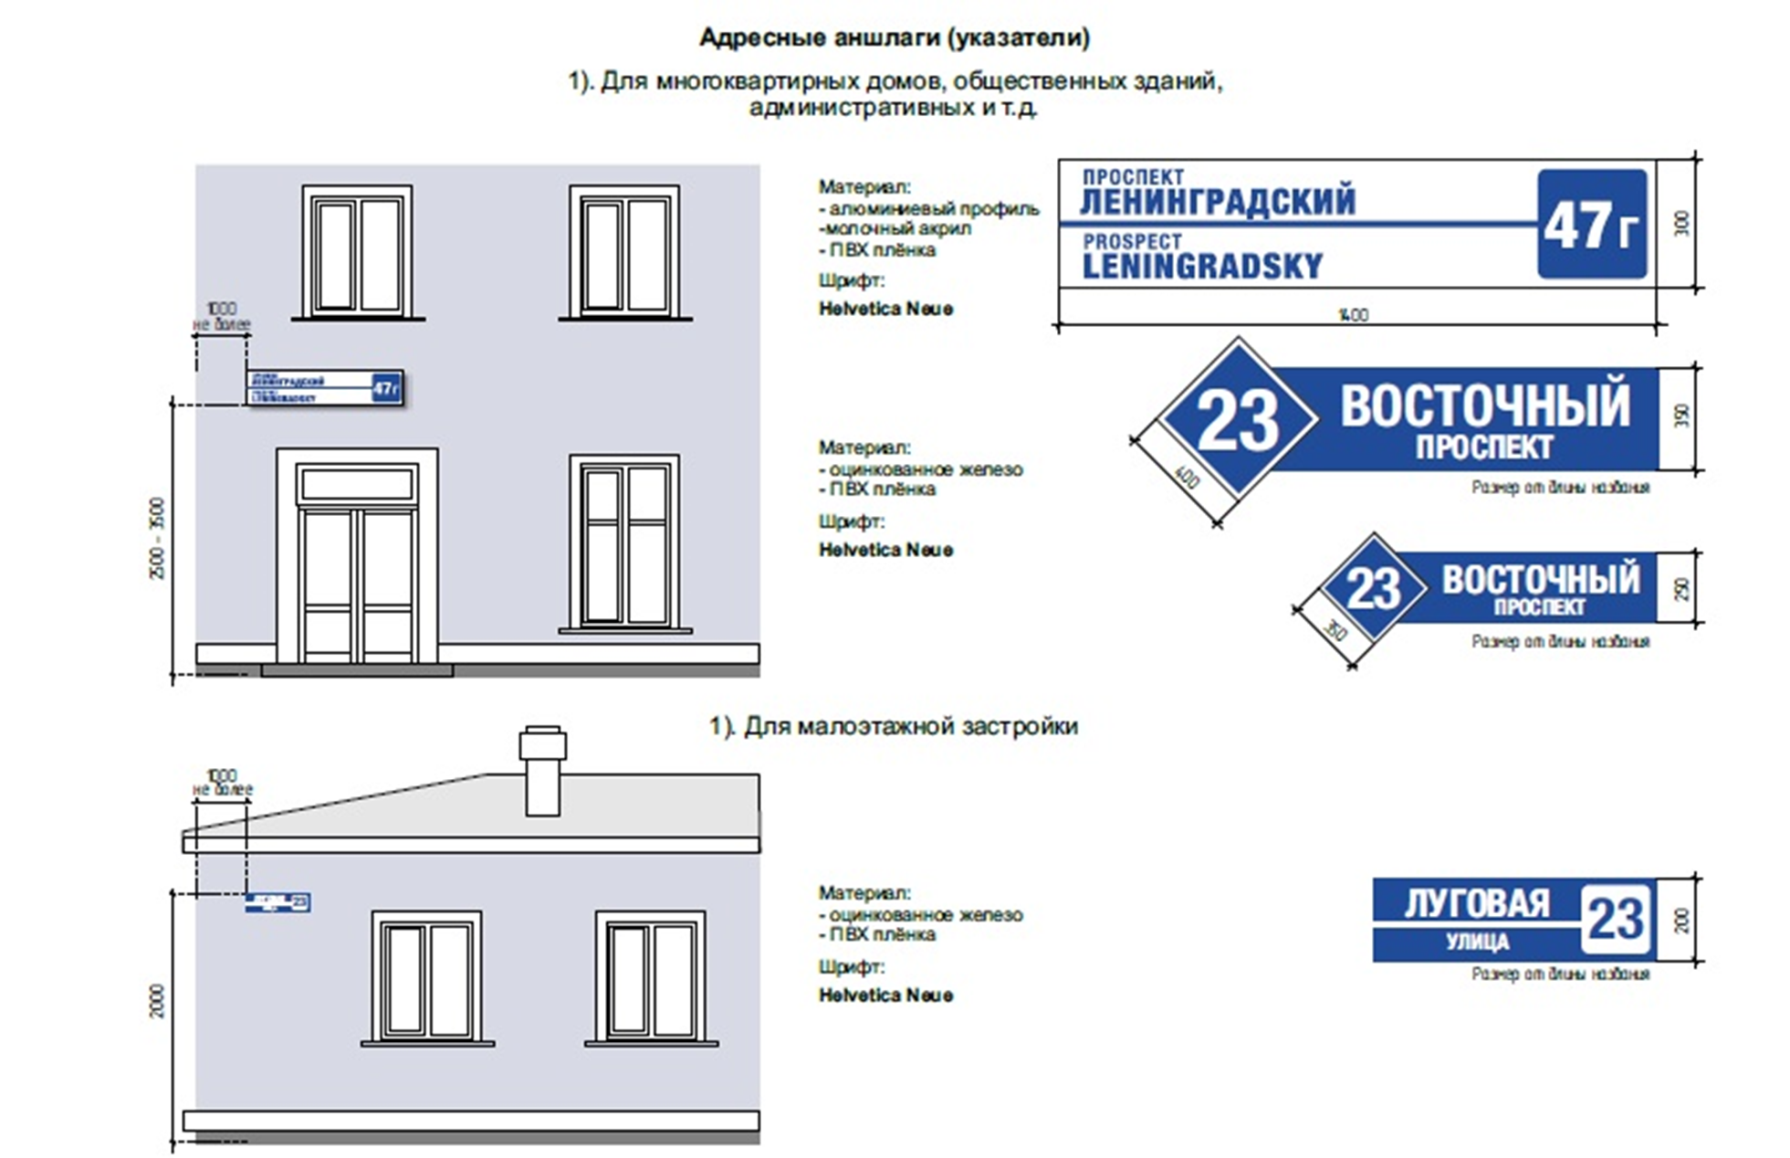 Адресные аншлаги (указатели)
1). Для многоквартирных домов, общественных зданий,
административных и т.д.
1000
не более
ЛЕНИНГРАДСКИЙ
LENINGRADSKY
47г
2500 - 3500
Материал:
- алюминиевый профиль
-молочный акрил
- ПВХ плёнка
Шрифт:
Helvetica Neue
ПРОСПЕКТ
ЛЕНИНГРАДСКИЙ
PROSPECT
LENINGRADSKY
47г
300
1400
Материал:
- оцинкованное железо
- ПВХ плёнка
Шрифт:
Helvetica Neue
23
ВОСТОЧНЫЙ
ПРОСПЕКТ
350
400
Размер от длины названия
23
ВОСТОЧНЫЙ
ПРОСПЕКТ
250
350
Размер от длины названия
1). Для малоэтажной застройки
1000
не более
23
2000
Материал:
- оцинкованное железо
- ПВХ плёнка
Шрифт:
Helvetica Neue
ЛУГОВАЯ
УЛИЦА
23
200
Размер от длины названия